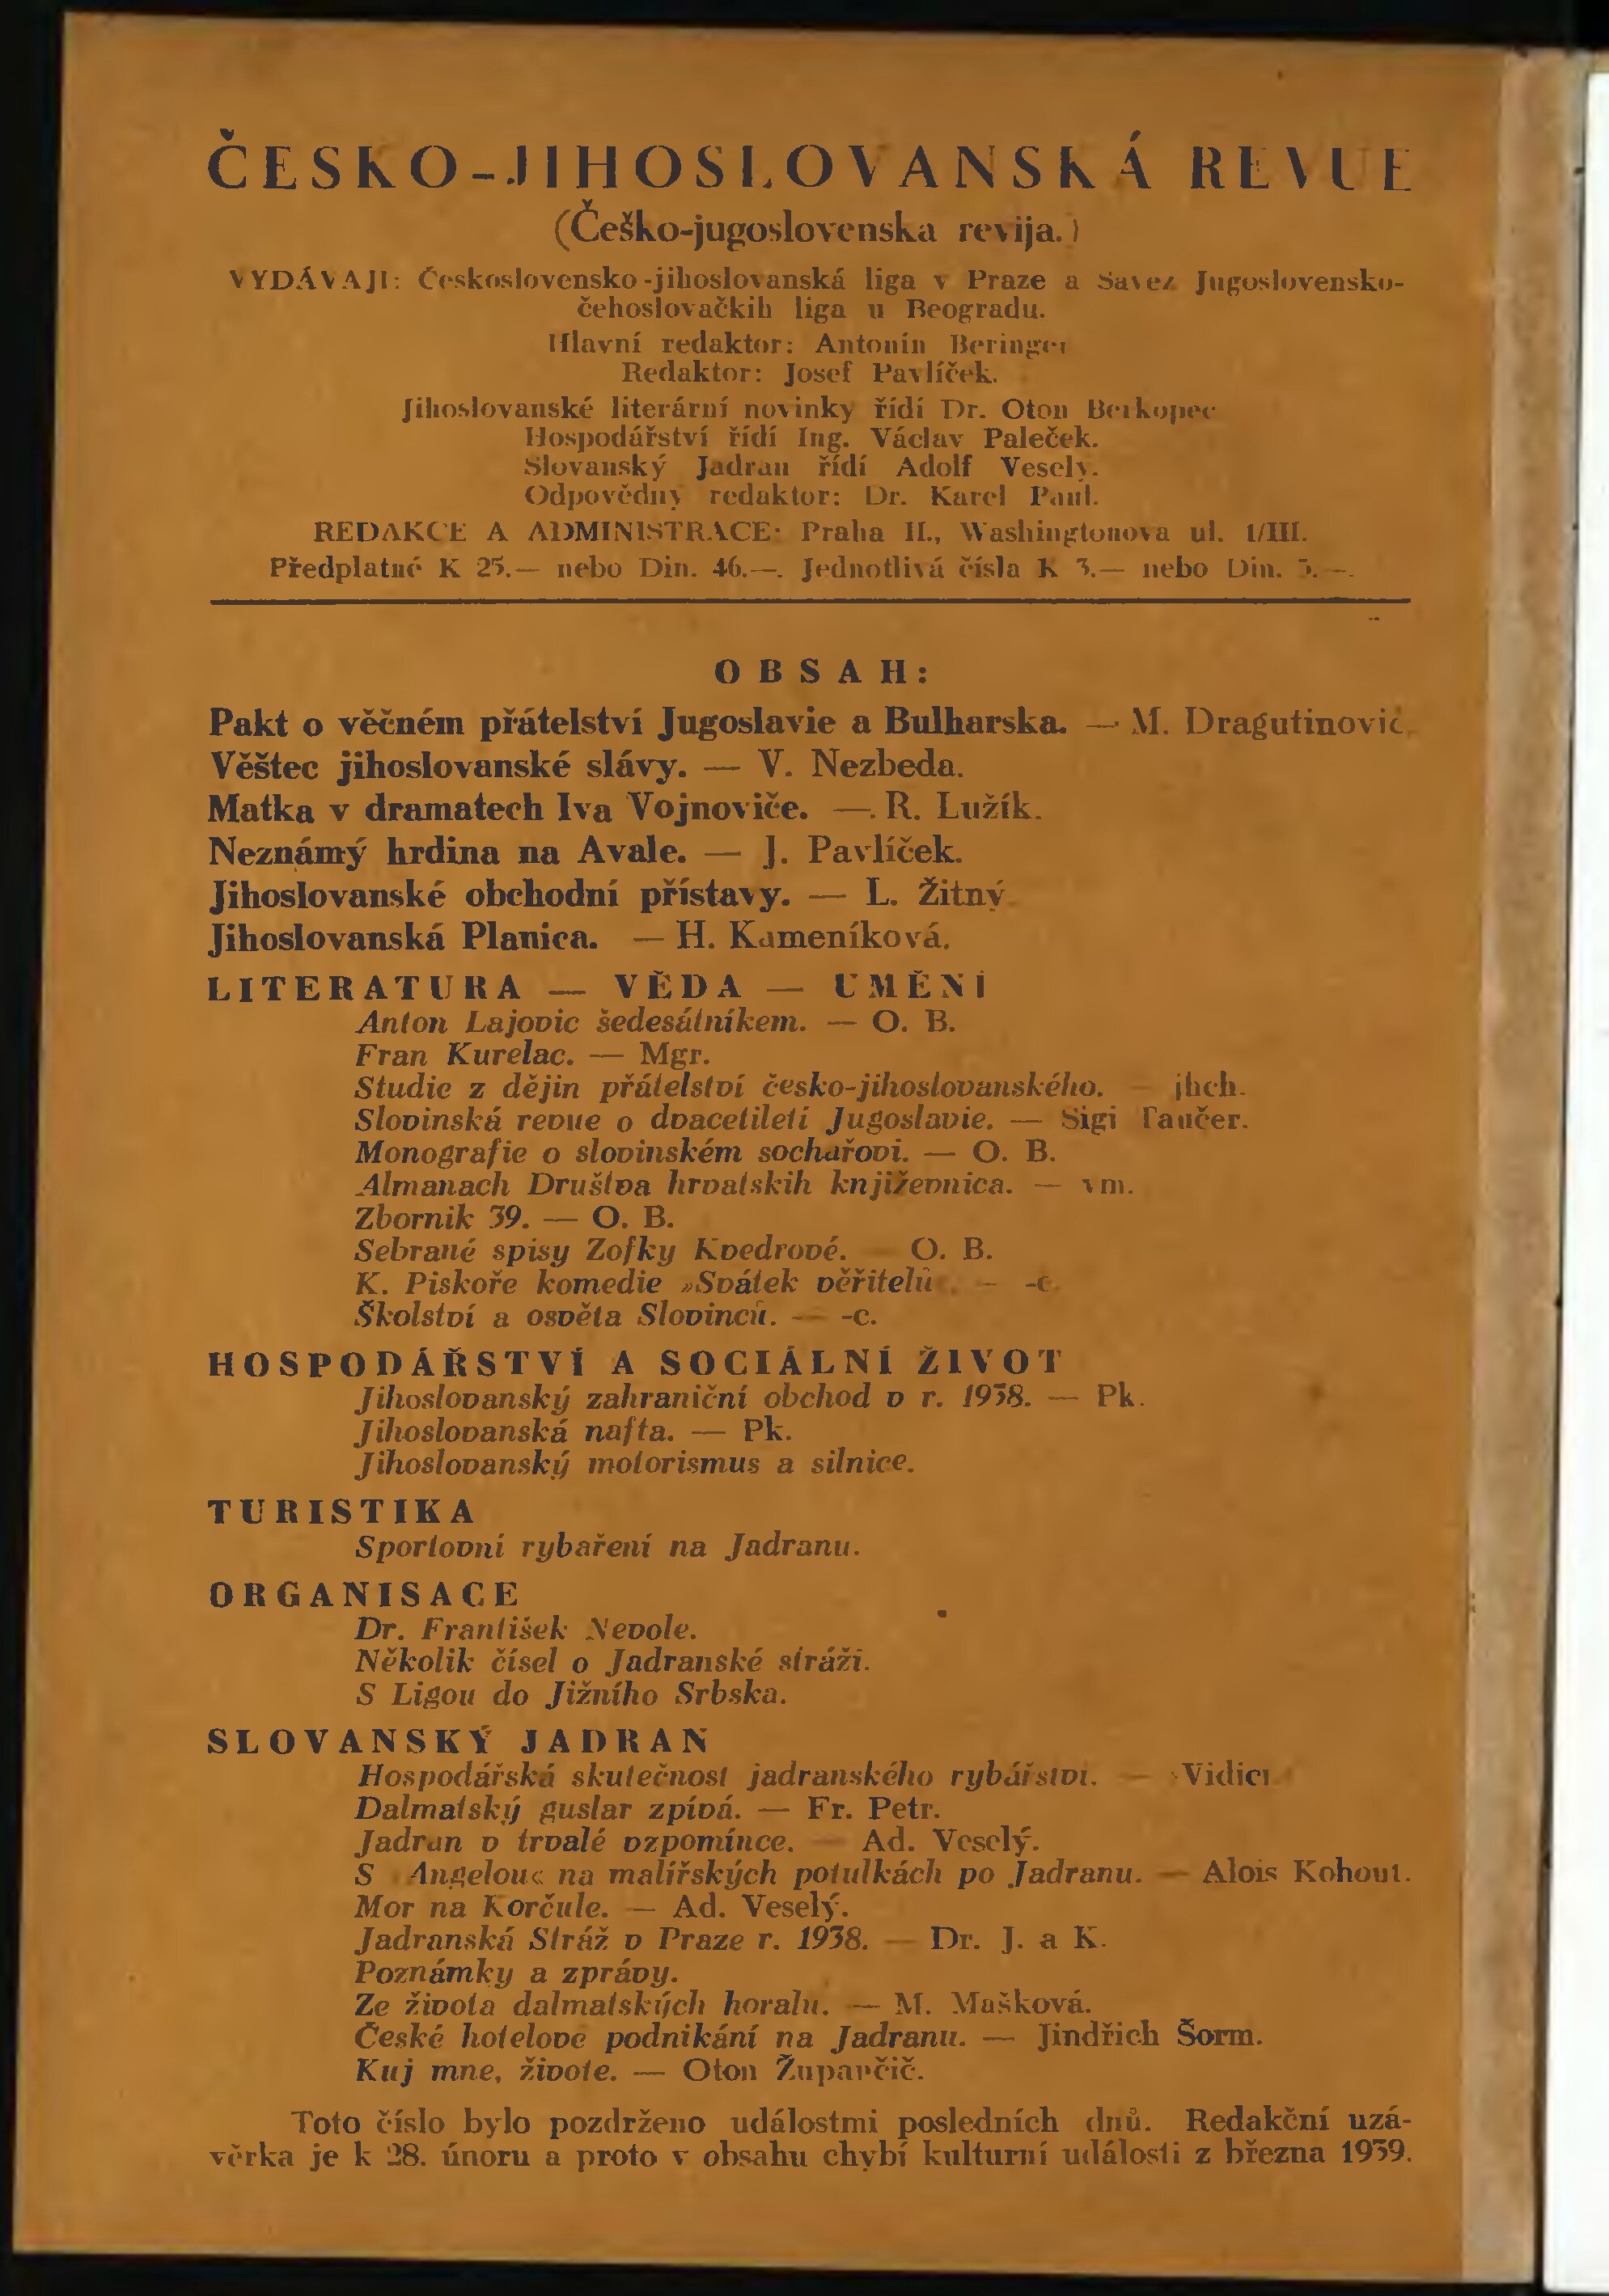 ČESKO-JIHOSLOVANSKÁ REVUE
(Češko-jugoslovenska revija.)
VYDÁVAJÍ: Československo-jihoslovanská liga v Praze a Savez Jugoslovensko-
čehoslovačkih liga u Beogradu.
Hlavní redaktor: Antonín Beringer
Redaktor: Josef Pavlíček.
Jihoslovanské literární novinky řídí Dr. Oton Berkopec
Hospodářství řídí Ing. Václav Paleček.
Slovanský Jadran řídí Adolf Veselý.
Odpovědný redaktor: Dr. Karel Paul.
REDAKCE A ADMINISTRACE: Praha II., Washingtonova ul. 1/III.
Předplatné K 25.— nebo Din. 46.—. Jednotlivá čísla K 3.— nebo Din. 5.—.
OBSAH:
Pakt o věčném přátelství Jugoslavie a Bulharska. — M. Dragutinović.
Věštec jihoslovanské slávy. — V. Nezbeda.
Matka v dramatech Iva Vojnoviče. — R. Lužík.
Neznámý hrdina na Avale. — J. Pavlíček.
Jihoslovanské obchodní přístavy. — L. Žitný
Jihoslovanská Planica. — H. Kameníková.
LITERATURA — VĚDA — UMĚNÍ
Anton Lajovic šedesátníkem. — O. B.
Fran Kurelac. — Mgr.
Studie z dějin přátelství česko-jihoslovanského. — jhch.
Slovinská revue o dvacetiletí Jugoslavie. — Sigi Taučer.
Monografie o slovinském sochařovi. — O. B.
Almanach Društva hrvatskih književnica. — vm.
Zbornik 39. — O. B.
Sebrané spisy Zofky Kvedrové. — O. B.
K. Piskoře komedie »Svátek věřitelů«. — -c.
Školství a osvěta Slovinců. — -c.
HOSPODÁŘSTVÍ A SOCIÁLNÍ ŽIVOT
Jihoslovanský zahraniční obchod v r. 1938. — Pk.
Jihoslovanská nafta. — Pk.
Jihoslovanský motorismus a silnice.
TURISTIKA
Sportovní rybaření na Jadranu.
ORGANISACE
Dr. František Nevole.
Několik čísel o Jadranské stráži.
S Ligou do Jižního Srbska.
SLOVANSKÝ JADRAN
Hospodářská skutečnost jadranského rybářství. — Vidici
Dalmatský guslar zpívá. — Fr. Petr.
Jadran v trvalé vzpomínce. — Ad. Veselý.
S »Angelou« na malířských potulkách po Jadranu. — Alois Kohout.
Mor na Korčule. — Ad. Veselý.
Jadranská Stráž v Praze r. 1938. — Dr. J. a K.
Poznámky a zprávy.
Ze života dalmatských horalů. — M. Mašková.
České hotelové podnikání na Jadranu. — Jindřich Šorm.
Kuj mne, živote. — Oton Župančič.
Toto číslo bylo pozdrženo událostmi posledních dnů. Redakční uzá-
věrka je k 28. únoru a proto v obsahu chybí kulturní události z března 1939.